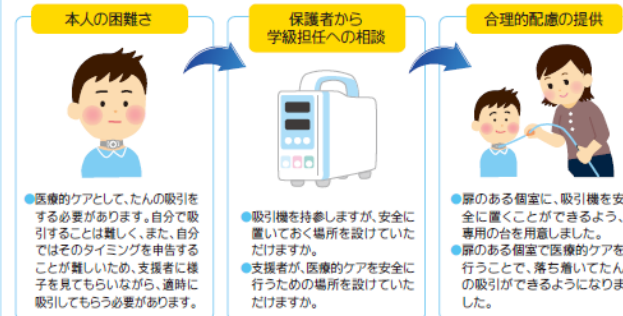 本人の困難さ
●医療的ケアとして、たんの吸引を
する必要があります。自分で吸
引することは難しく、また、自分
ではそのタイミングを申告する
ことが難しいため、支援者に様
子を見てもらいながら、適時に
吸引してもらう必要があります。
保護者から
学級担任への相談
●吸引機を持参しますが、安全に
置いておく場所を設けていた
だけますか。
●支援者が、医療的ケアを安全に
行うための場所を設けていた
だけますか。
合理的配慮の提供
●扉のある個室に、吸引機を安
全に置くことができるよう、
専用の台を用意しました。
●扉のある個室で医療的ケアを
行うことで、落ち着いてたん
の吸引ができるようになりま
した。